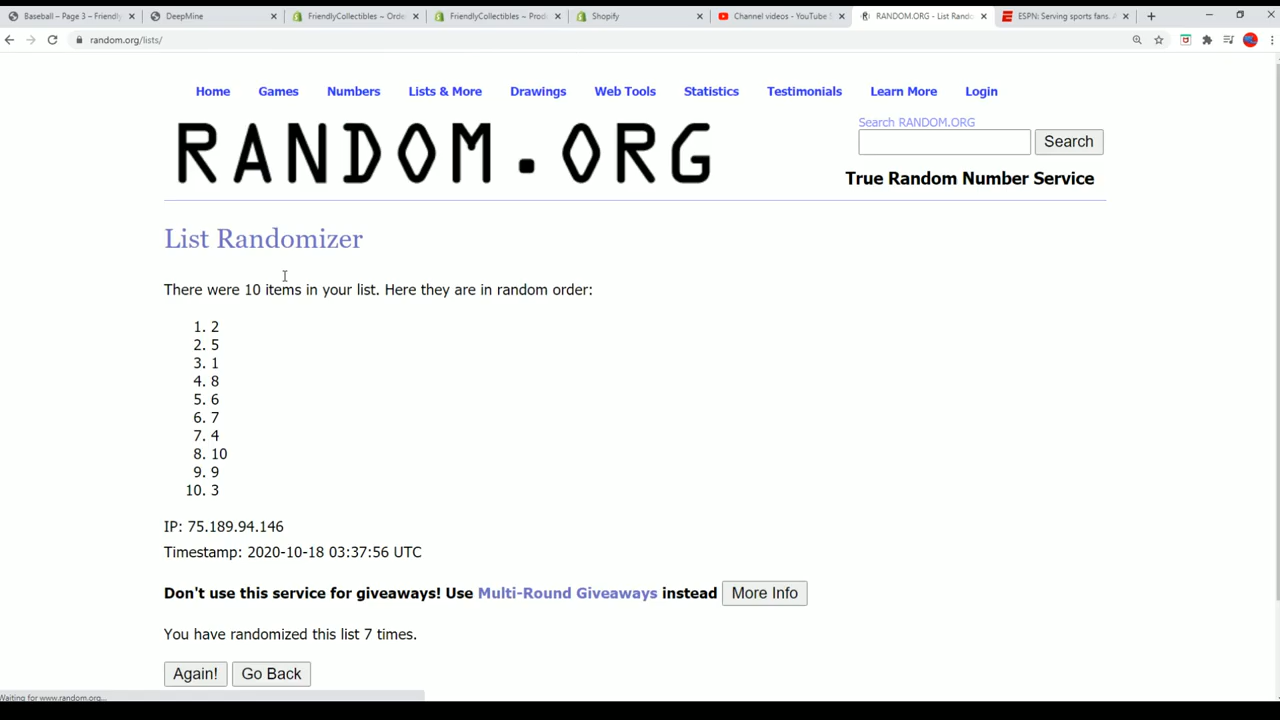 Baseball – Page 3 – Friendly
DeepMine
FriendlyCollectibles ~ Orde
FriendlyCollectibles ~ Prod
Shopify
Channel videos - YouTube S
RANDOM.ORG - List Rando
ESPN: Serving sports fans. A
random.org/lists/
Home Games Numbers Lists & More Drawings Web Tools Statistics Testimonials Learn More Login
RANDOM.ORG
Search RANDOM.ORG
Search
True Random Number Service
List Randomizer
There were 10 items in your list. Here they are in random order:
1. 2
2. 5
3. 1
4. 8
5. 6
6. 7
7. 4
8. 10
9. 9
10. 3
IP: 75.189.94.146
Timestamp: 2020-10-18 03:37:56 UTC
Don't use this service for giveaways! Use Multi-Round Giveaways instead More Info
You have randomized this list 7 times.
Again! Go Back
Waiting for www.random.org...